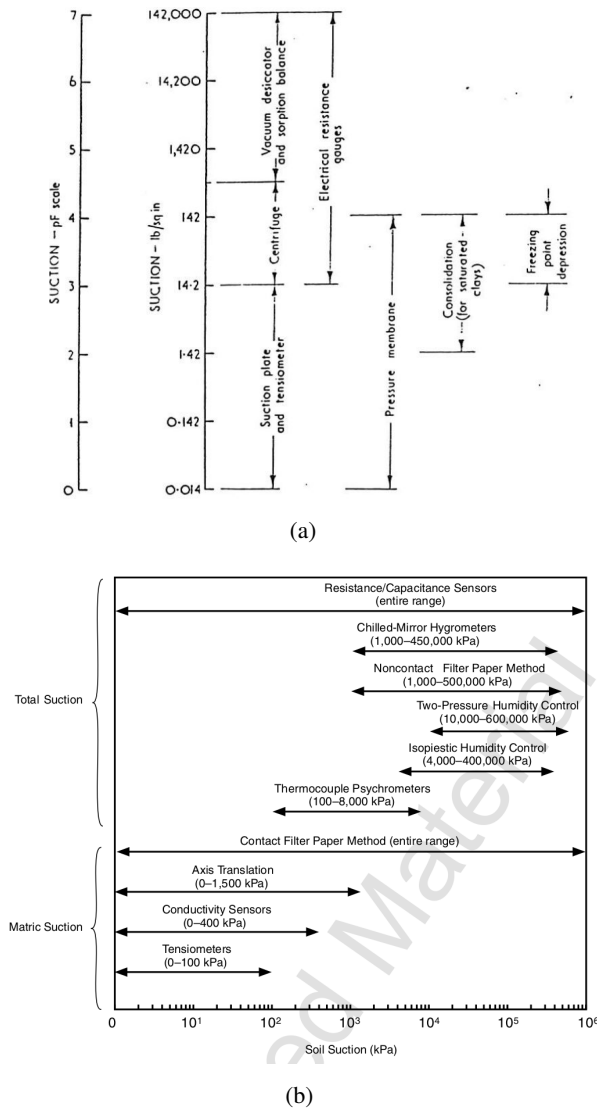 7
6
5
4
3
2
1
0
SUCTION – pF scale
142,000
14,200
1,420
142
14·2
1·42
0·142
0·014
SUCTION – lb/sq in
Vacuum desiccator
and sorption balance
Centrifuge
Suction plate
and tensiometer
Electrical resistance
gauges
Pressure membrane
Consolidation
(for saturated
clays)
Freezing
point
depression
(a)
Total Suction
Resistance/Capacitance Sensors
(entire range)
Chilled-Mirror Hygrometers
(1,000–450,000 kPa)
Noncontact Filter Paper Method
(1,000–500,000 kPa)
Two-Pressure Humidity Control
(10,000–600,000 kPa)
Isopiestic Humidity Control
(4,000–400,000 kPa)
Thermocouple Psychrometers
(100–8,000 kPa)
Matric Suction
Contact Filter Paper Method (entire range)
Axis Translation
(0–1,500 kPa)
Conductivity Sensors
(0–400 kPa)
Tensiometers
(0–100 kPa)
0 10¹ 10² 10³ 10⁴ 10⁵ 10⁶
Soil Suction (kPa)
(b)
ed Material